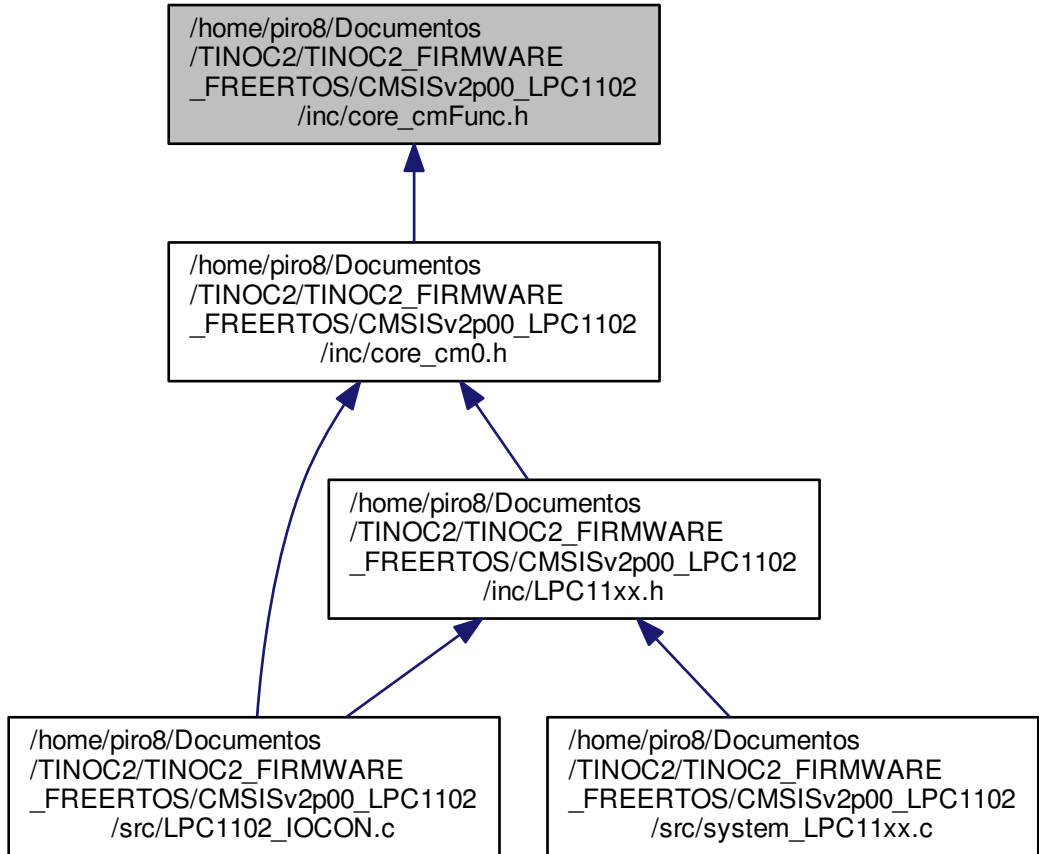 /home/piro8/Documentos
/TINOC2/TINOC2_FIRMWARE
_FREERTOS/CMSISv2p00_LPC1102
/inc/core_cmFunc.h
/home/piro8/Documentos
/TINOC2/TINOC2_FIRMWARE
_FREERTOS/CMSISv2p00_LPC1102
/inc/core_cm0.h
/home/piro8/Documentos
/TINOC2/TINOC2_FIRMWARE
_FREERTOS/CMSISv2p00_LPC1102
/inc/LPC11xx.h
/home/piro8/Documentos
/TINOC2/TINOC2_FIRMWARE
_FREERTOS/CMSISv2p00_LPC1102
/src/LPC1102_IOCON.c
/home/piro8/Documentos
/TINOC2/TINOC2_FIRMWARE
_FREERTOS/CMSISv2p00_LPC1102
/src/system_LPC11xx.c